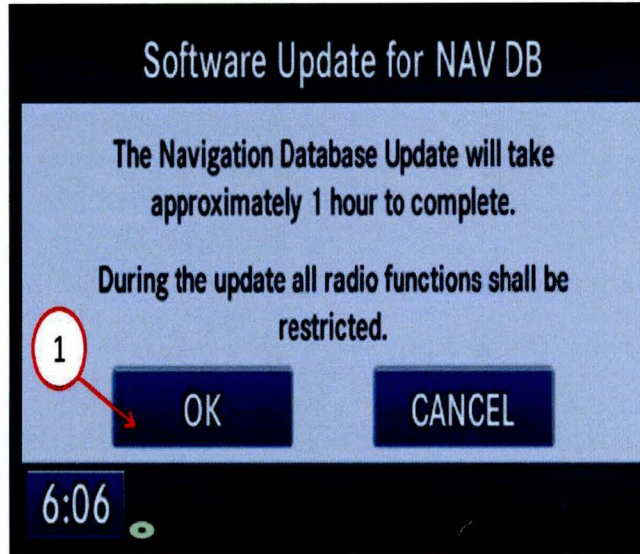 Software Update for NAV DB
The Navigation Database Update will take
approximately 1 hour to complete.
During the update all radio functions shall be
restricted.
1
OK
CANCEL
6:06